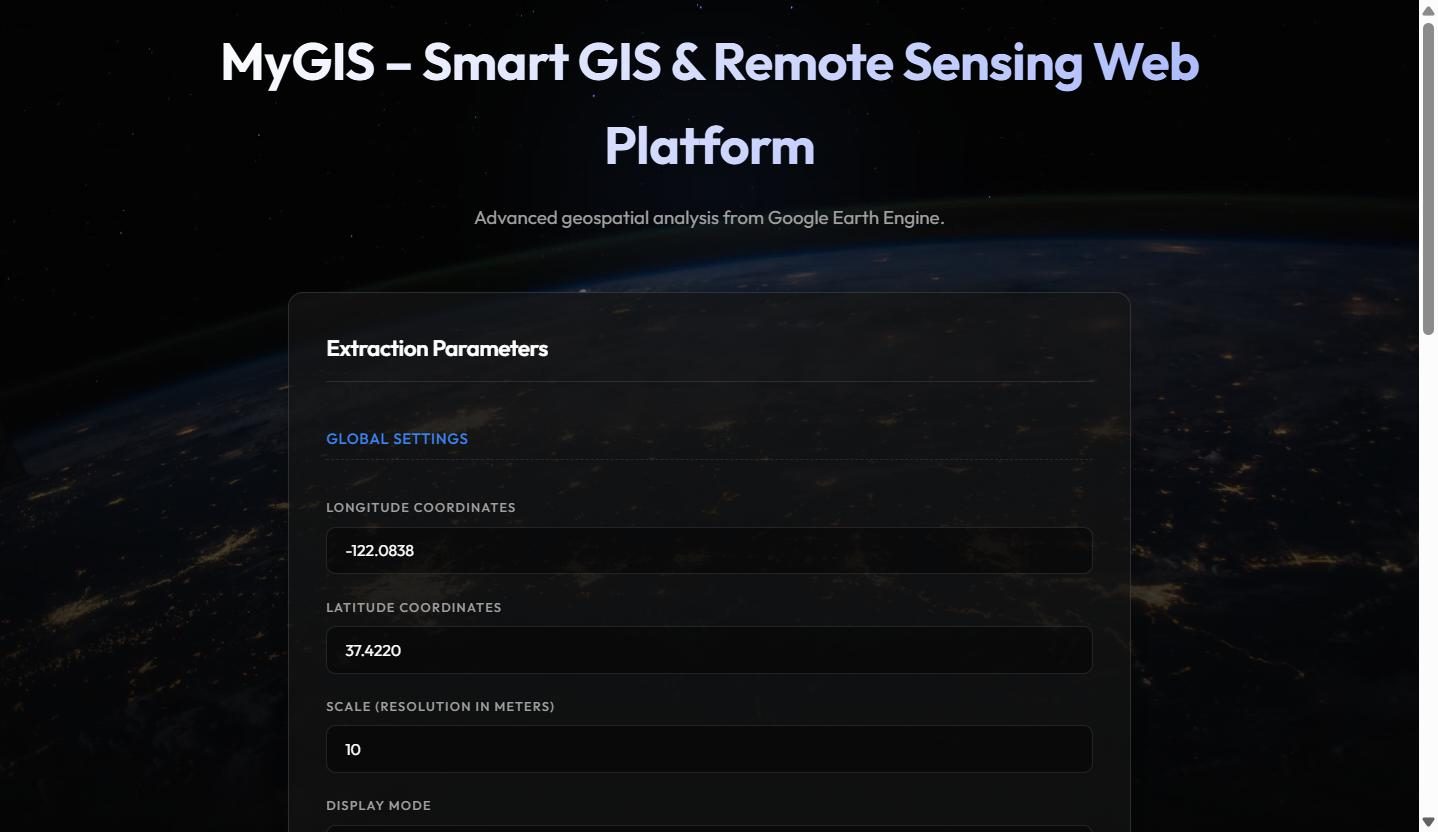 MyGIS – Smart GIS & Remote Sensing Web
Platform
Advanced geospatial analysis from Google Earth Engine.
Extraction Parameters
GLOBAL SETTINGS
LONGITUDE COORDINATES
-122.0838
LATITUDE COORDINATES
37.4220
SCALE (RESOLUTION IN METERS)
10
DISPLAY MODE